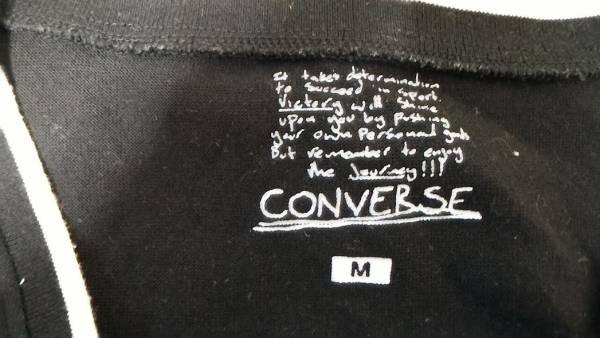 It takes determination
to succeed in sport.
Victory will shine
upon you by pushing
your own personal goals
But remember to enjoy
the Journey!!!
CONVERSE
M